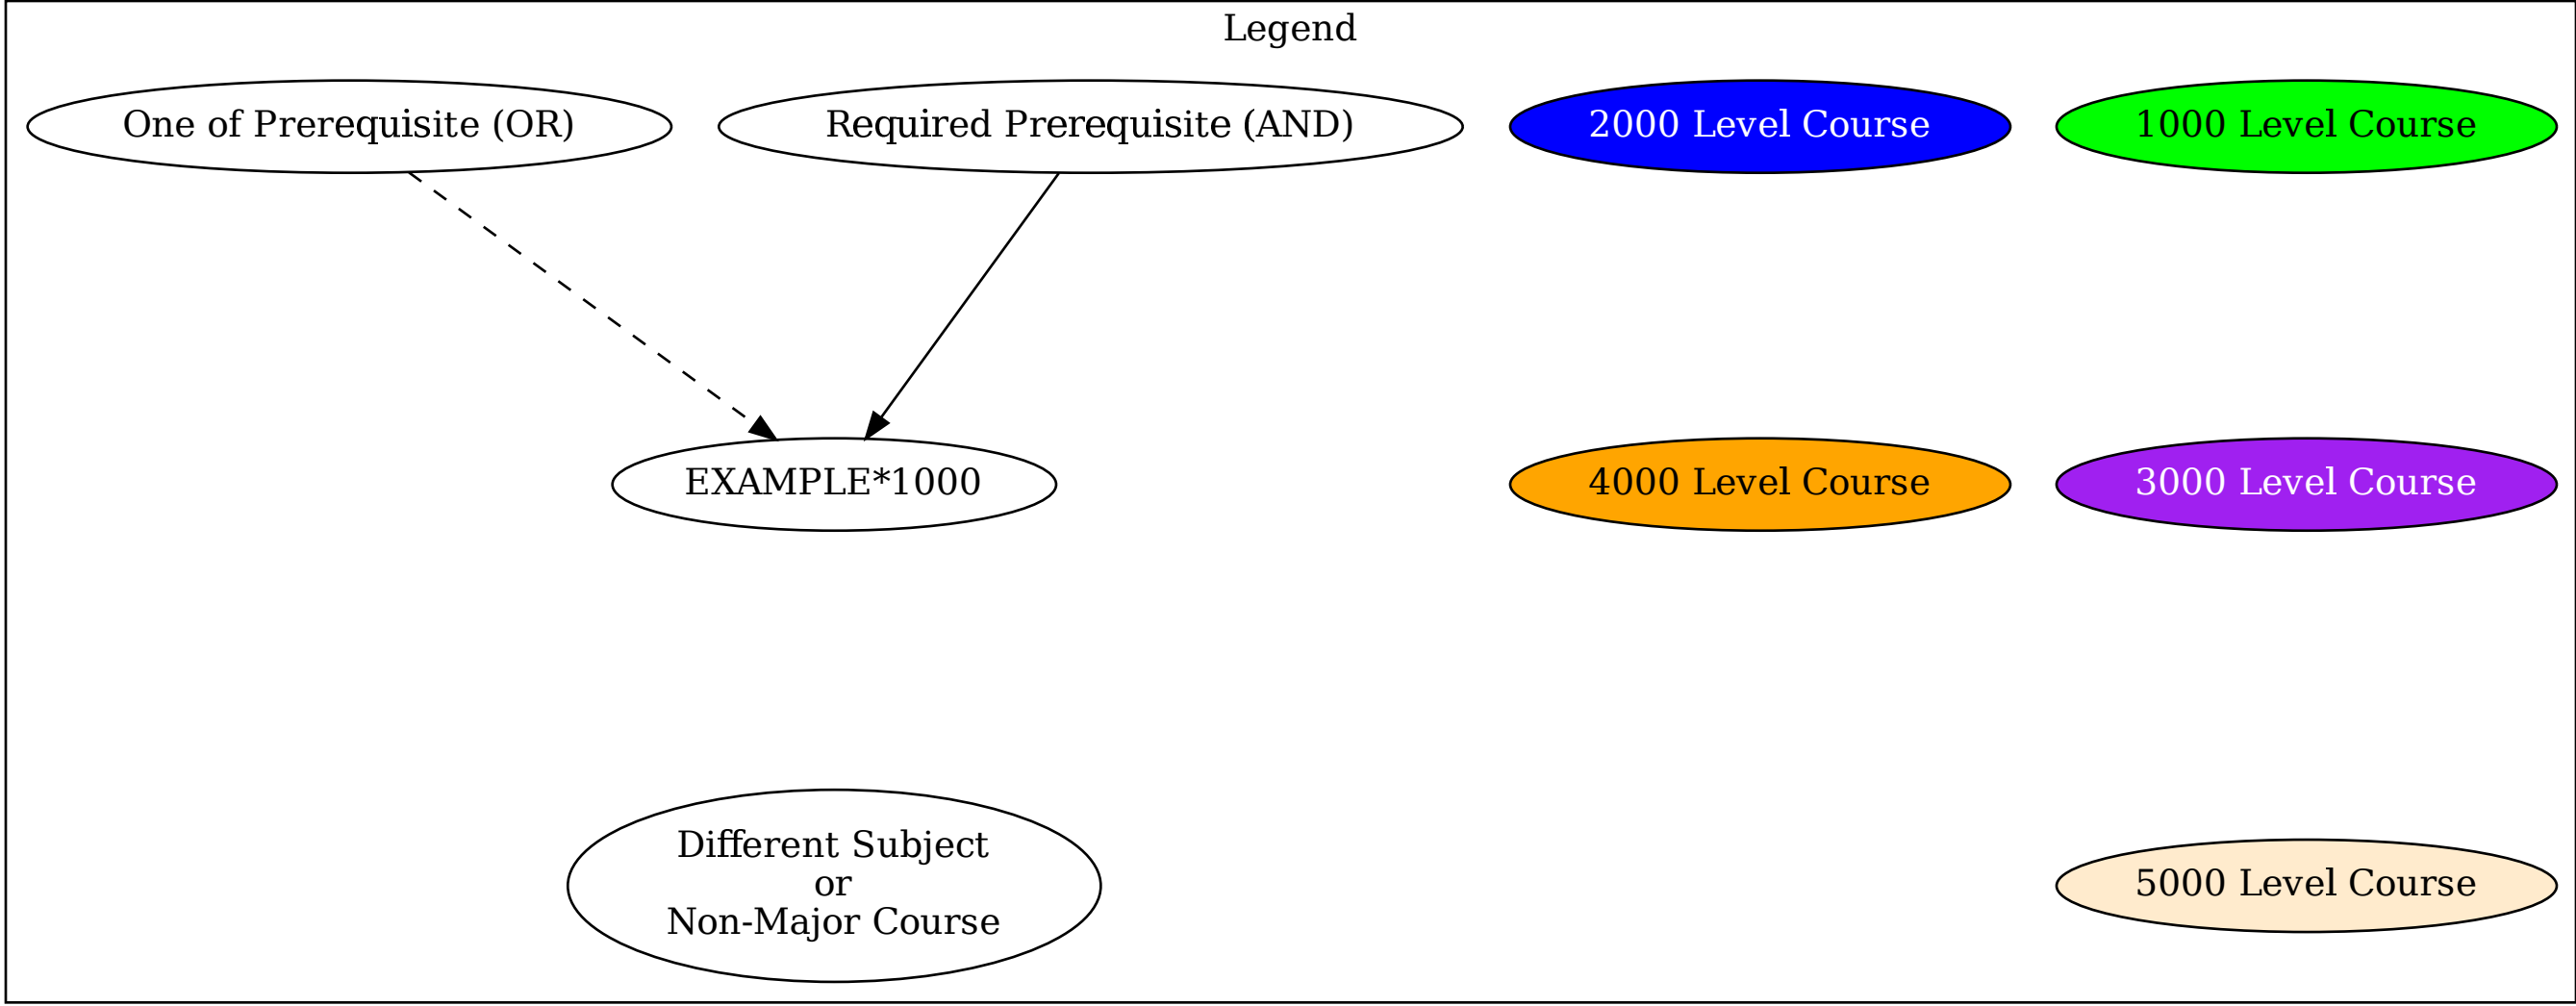 Legend
One of Prerequisite (OR)
Required Prerequisite (AND)
2000 Level Course
1000 Level Course
EXAMPLE*1000
4000 Level Course
3000 Level Course
Different Subject
or
Non-Major Course
5000 Level Course